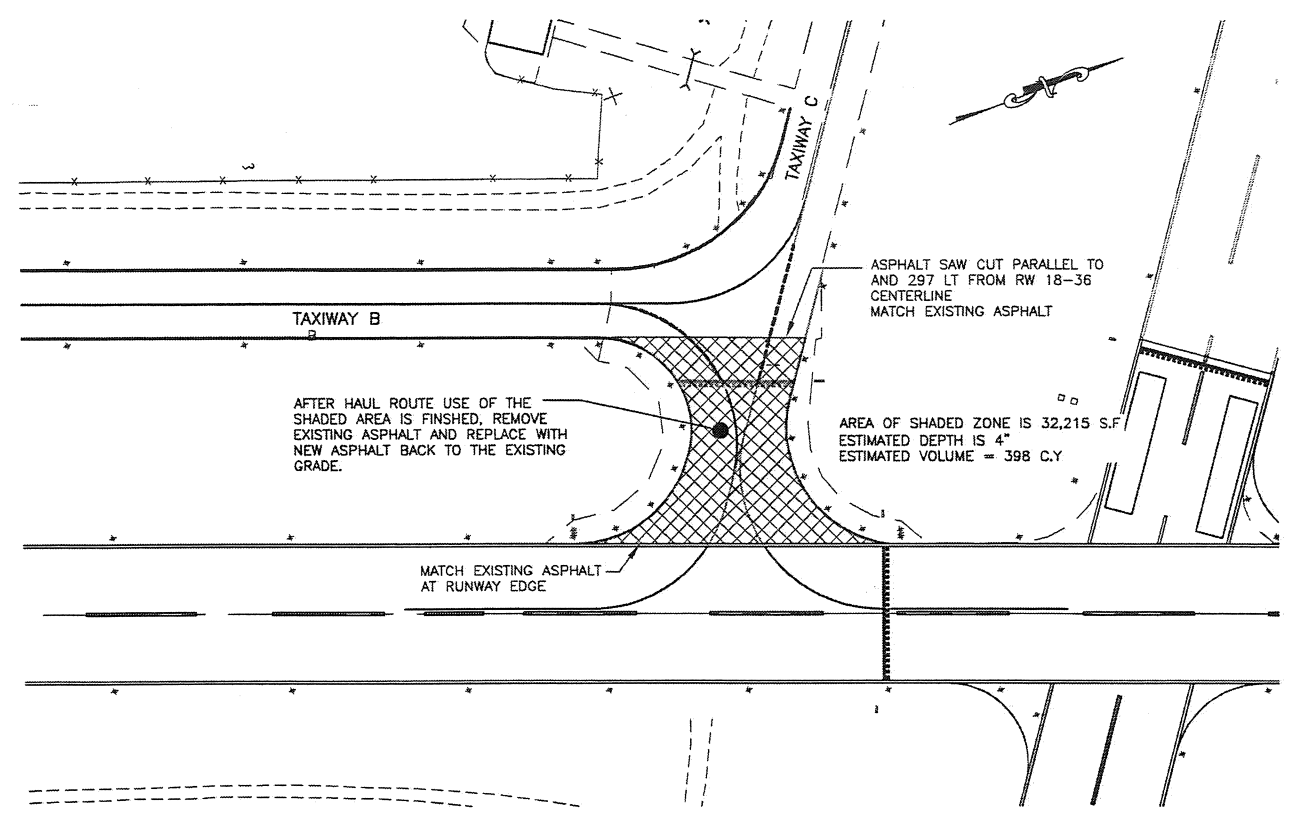 TAXIWAY C
ASPHALT SAW CUT PARALLEL TO
AND 297 LT FROM RW 18-36
CENTERLINE
MATCH EXISTING ASPHALT
TAXIWAY B
AFTER HAUL ROUTE USE OF THE
SHADED AREA IS FINSHED, REMOVE
EXISTING ASPHALT AND REPLACE WITH
NEW ASPHALT BACK TO THE EXISTING
GRADE.
AREA OF SHADED ZONE IS 32,215 S.F
ESTIMATED DEPTH IS 4"
ESTIMATED VOLUME = 398 C.Y
MATCH EXISTING ASPHALT
AT RUNWAY EDGE